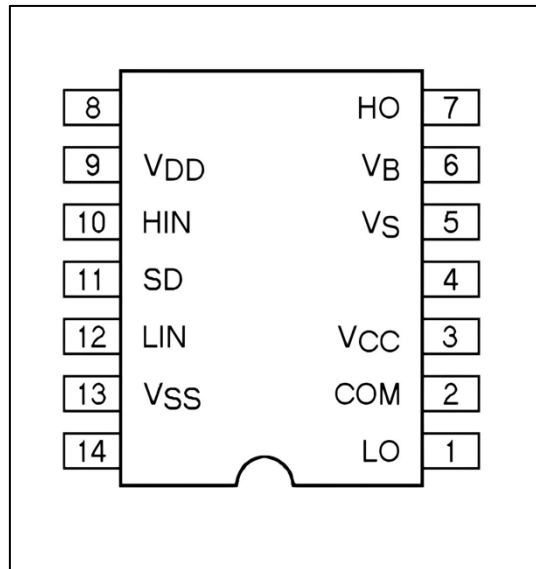 8 HO 7
9 VDD VB 6
10 HIN VS 5
11 SD 4
12 LIN VCC 3
13 VSS COM 2
14 LO 1